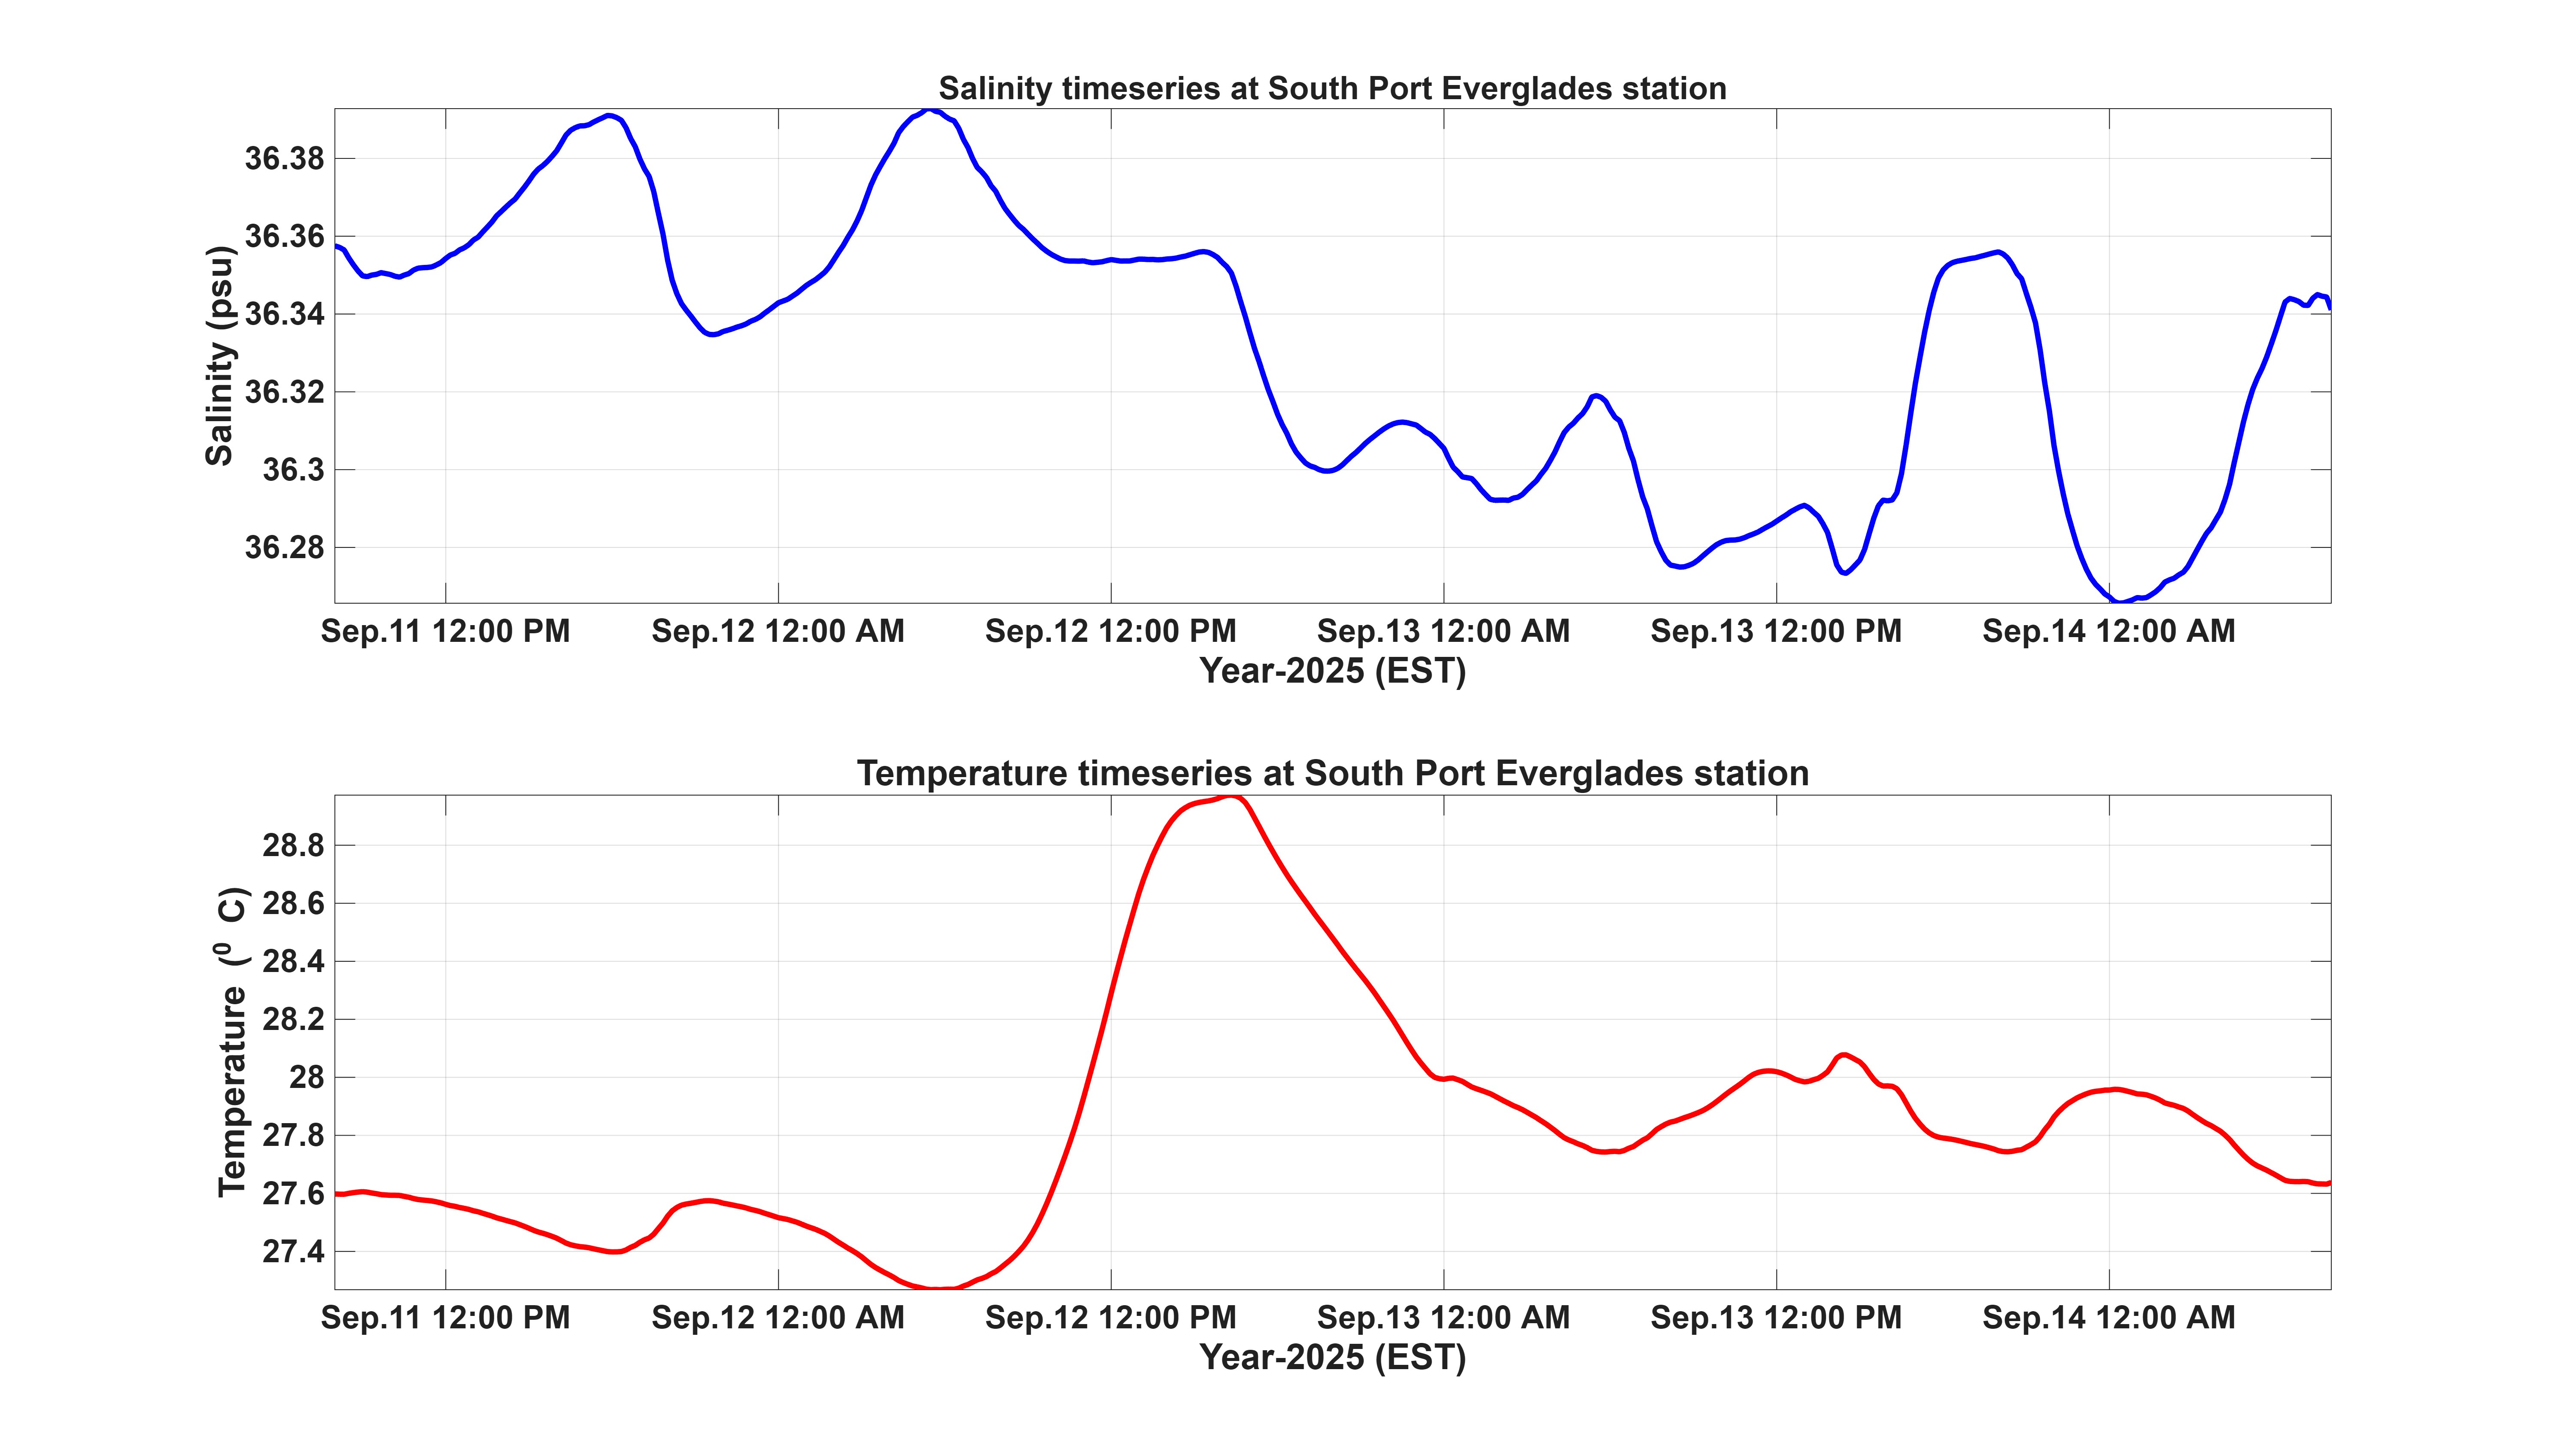 Salinity timeseries at South Port Everglades station
Salinity (psu)
36.38
36.36
36.34
36.32
36.3
36.28
Sep.11 12:00 PM Sep.12 12:00 AM Sep.12 12:00 PM Sep.13 12:00 AM Sep.13 12:00 PM Sep.14 12:00 AM
Year-2025 (EST)
Temperature timeseries at South Port Everglades station
Temperature (⁰ C)
28.8
28.6
28.4
28.2
28
27.8
27.6
27.4
Sep.11 12:00 PM Sep.12 12:00 AM Sep.12 12:00 PM Sep.13 12:00 AM Sep.13 12:00 PM Sep.14 12:00 AM
Year-2025 (EST)